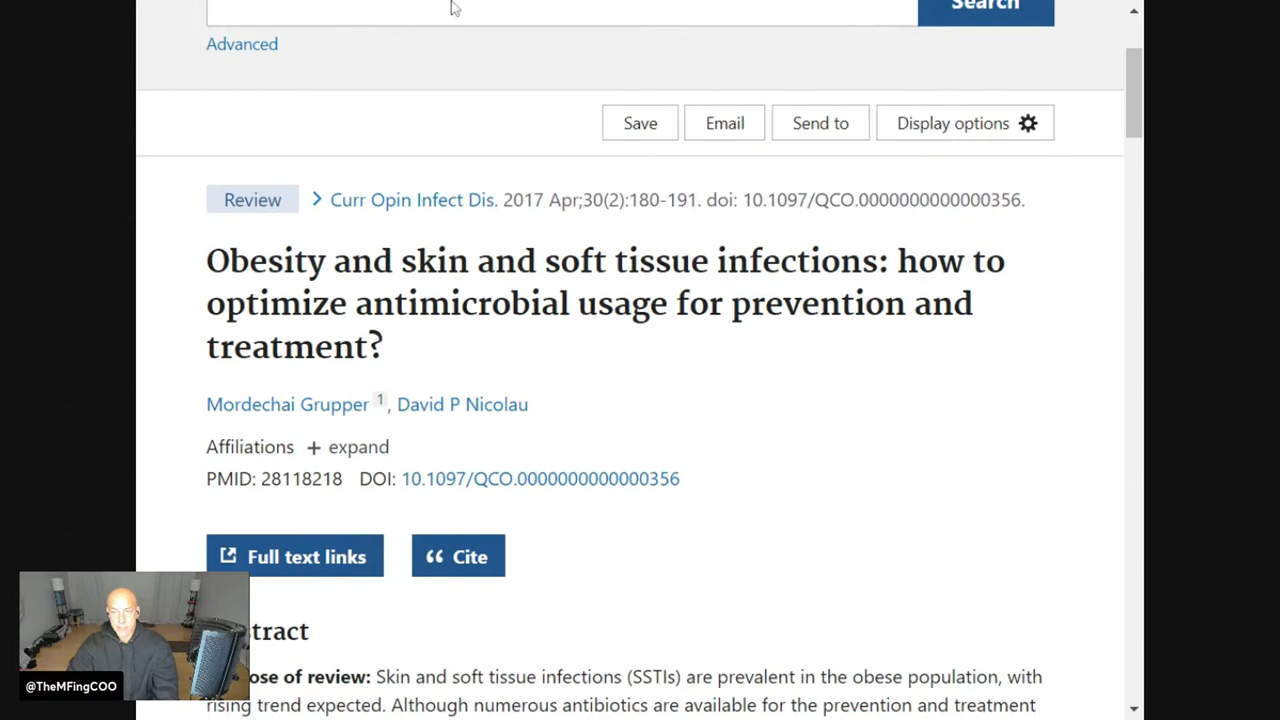 Search
Advanced
Save
Email
Send to
Display options
Review
Curr Opin Infect Dis. 2017 Apr;30(2):180-191. doi: 10.1097/QCO.0000000000000356.
Obesity and skin and soft tissue infections: how to
optimize antimicrobial usage for prevention and
treatment?
Mordechai Grupper 1, David P Nicolau
Affiliations + expand
PMID: 28118218 DOI: 10.1097/QCO.0000000000000356
Full text links
“ Cite
stract
ose of review: Skin and soft tissue infections (SSTIs) are prevalent in the obese population, with
rising trend expected. Although numerous antibiotics are available for the prevention and treatment
@TheMFingCOO